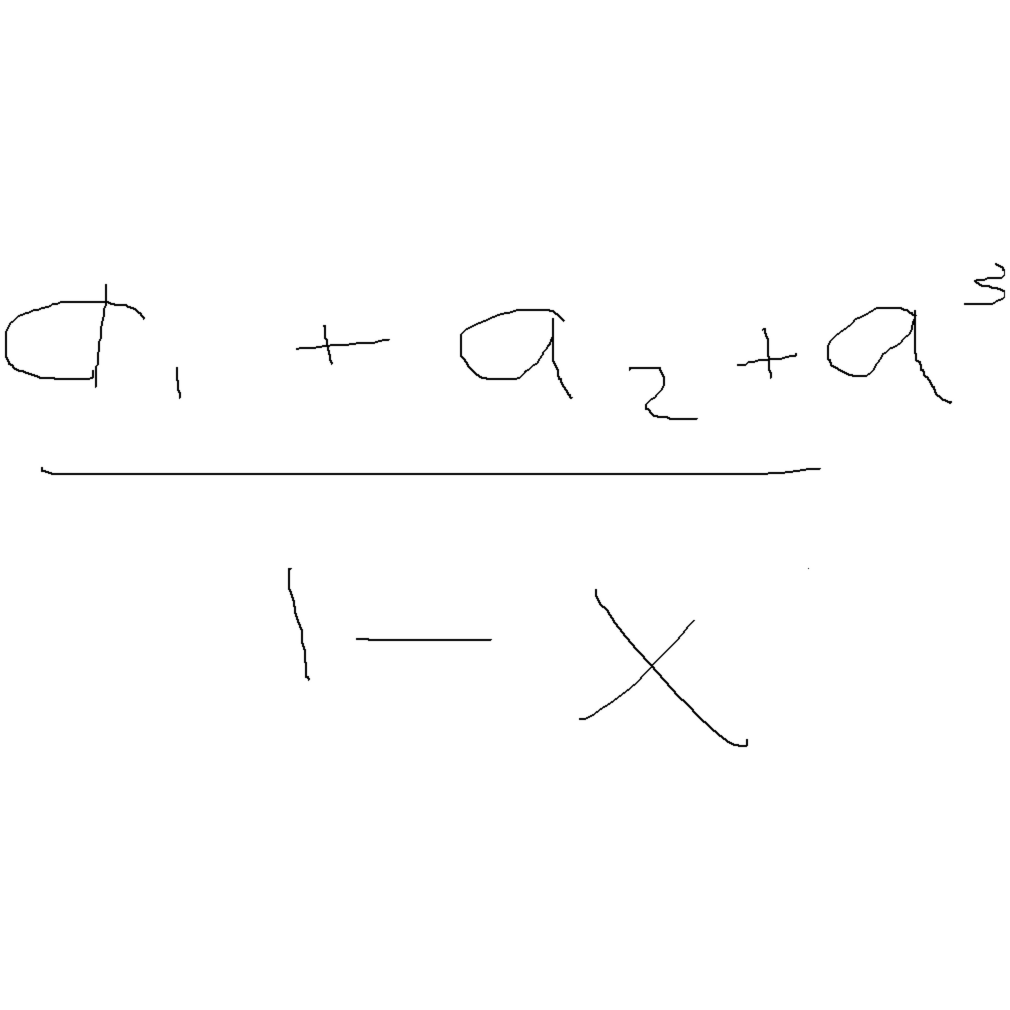 a₁ + a₂ + a³
1 - x